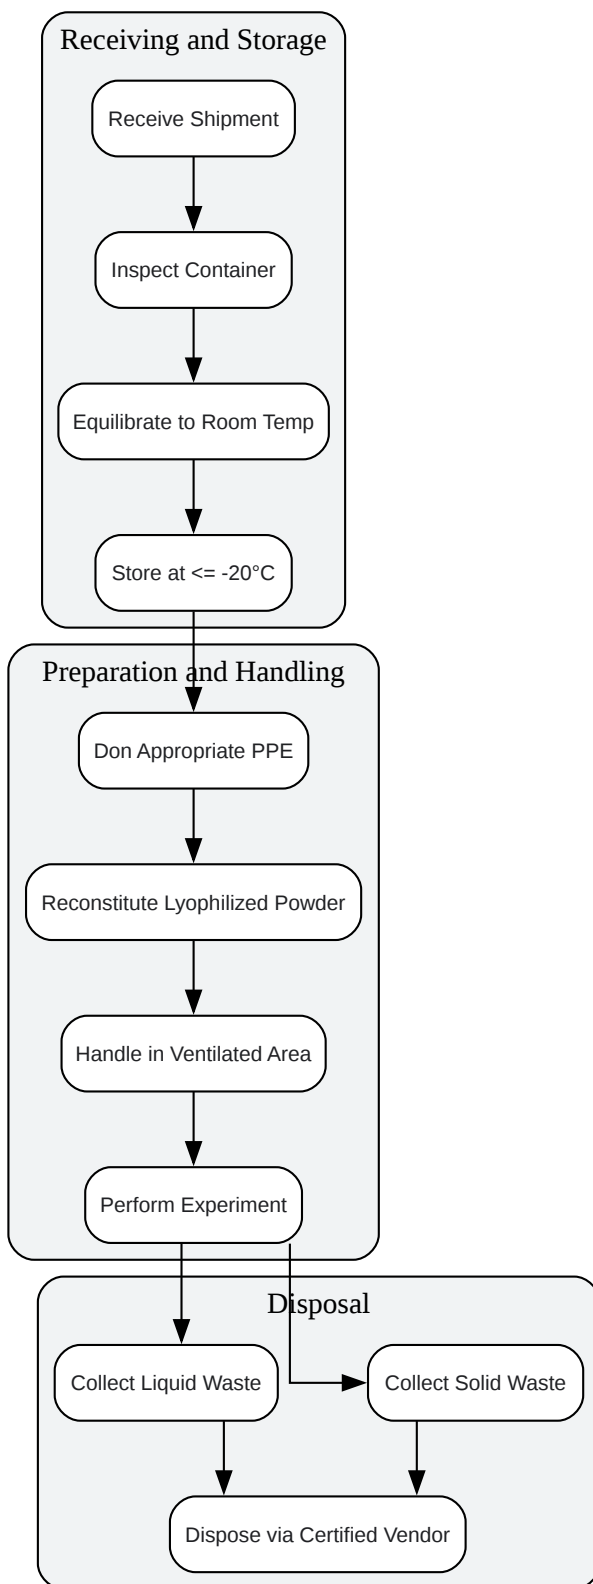 Receiving and Storage
Receive Shipment
Inspect Container
Equilibrate to Room Temp
Store at <= -20°C
Preparation and Handling
Don Appropriate PPE
Reconstitute Lyophilized Powder
Handle in Ventilated Area
Perform Experiment
Disposal
Collect Liquid Waste
Collect Solid Waste
Dispose via Certified Vendor